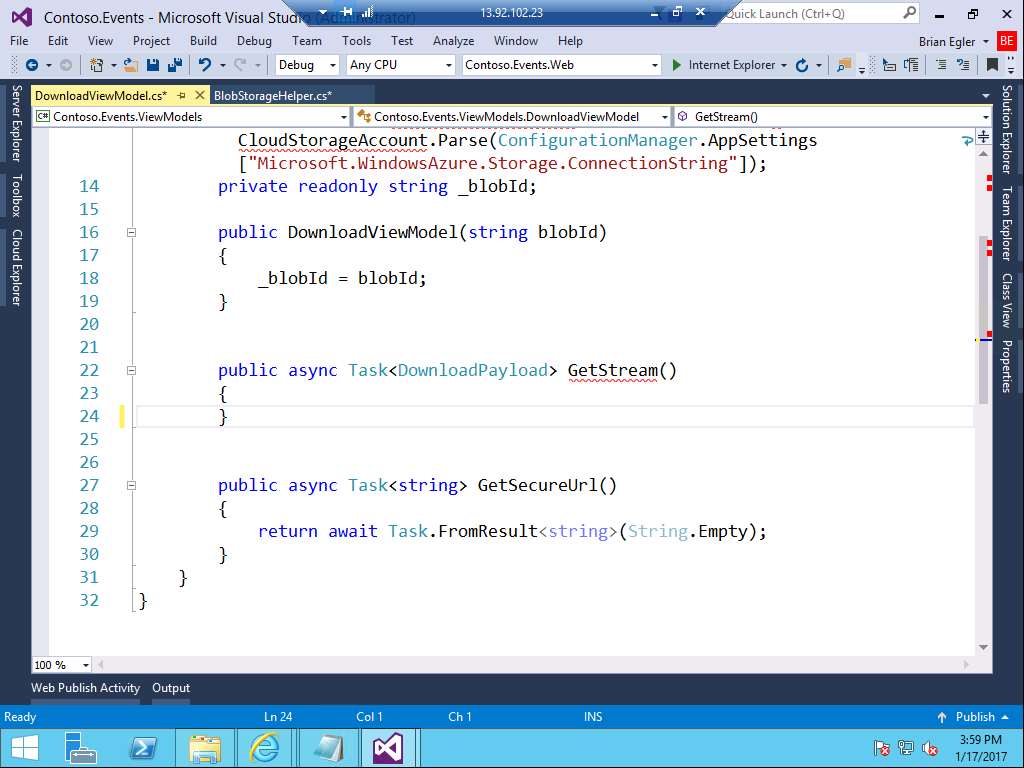 Contoso.Events - Microsoft Visual Studio (Administrator)
13.92.102.23
Quick Launch (Ctrl+Q)
File Edit View Project Build Debug Team Tools Test Analyze Window Help
Brian Egler BE
Debug Any CPU Contoso.Events.Web Internet Explorer
DownloadViewModel.cs* BlobStorageHelper.cs*
C# Contoso.Events.ViewModels Contoso.Events.ViewModels.DownloadViewModel GetStream()
Server Explorer
Toolbox
Cloud Explorer
CloudStorageAccount.Parse(ConfigurationManager.AppSettings
["Microsoft.WindowsAzure.Storage.ConnectionString"]);
14 private readonly string _blobId;
15
16 public DownloadViewModel(string blobId)
17 {
18 _blobId = blobId;
19 }
20
21
22 public async Task<DownloadPayload> GetStream()
23 {
24 }
25
26
27 public async Task<string> GetSecureUrl()
28 {
29 return await Task.FromResult<string>(String.Empty);
30 }
31 }
32 }
Solution Explorer
Team Explorer
Class View
Properties
100 %
Web Publish Activity Output
Ready Ln 24 Col 1 Ch 1 INS Publish
3:59 PM
1/17/2017